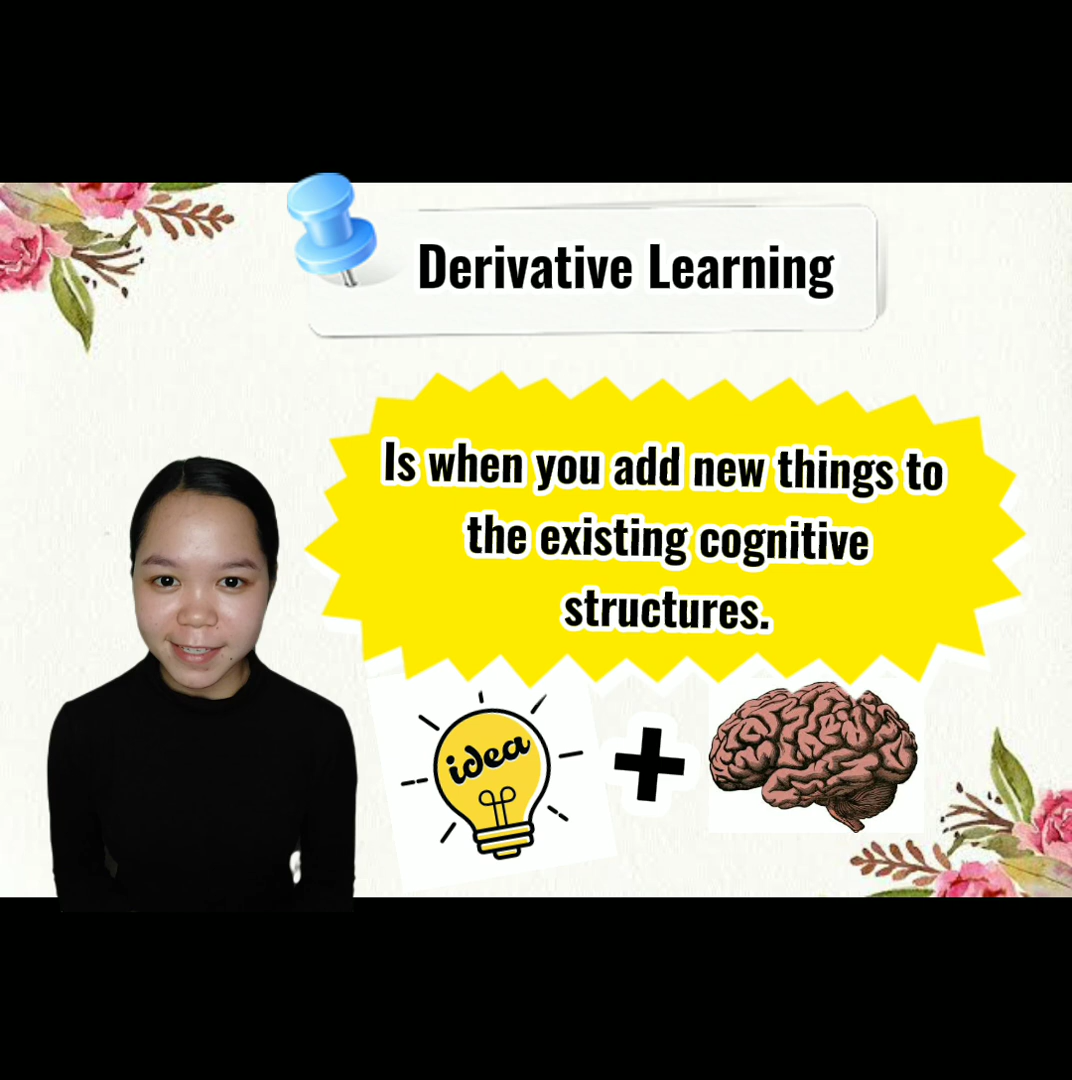 Derivative Learning
Is when you add new things to
the existing cognitive
structures.
idea
+